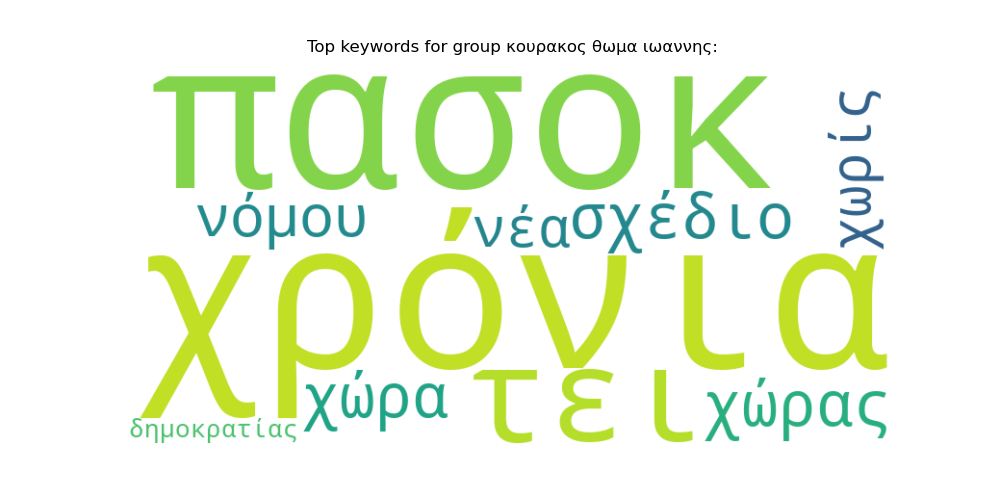 Top keywords for group κουρακος θωμα ιωαννης:
πασοκ
χωρίς
νόμου
νέα
σχέδιο
χρόνια
χώρα
τει
χώρας
δημοκρατίας